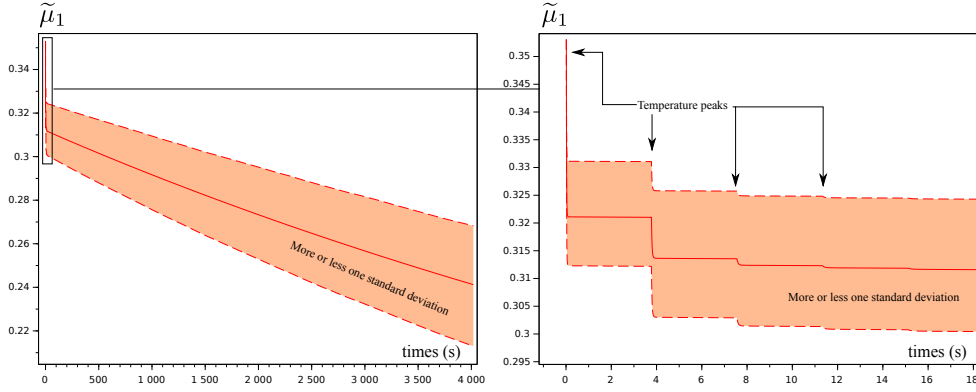 μ̃₁
0.34
0.32
0.3
0.28
0.26
0.24
0.22
More or less one standard deviation
times (s)
0 500 1 000 1 500 2 000 2 500 3 000 3 500 4 000
μ̃₁
0.35
0.345
0.34
0.335
0.33
0.325
0.32
0.315
0.31
0.305
0.3
0.295
Temperature peaks
More or less one standard deviation
times (s)
0 2 4 6 8 10 12 14 16 18